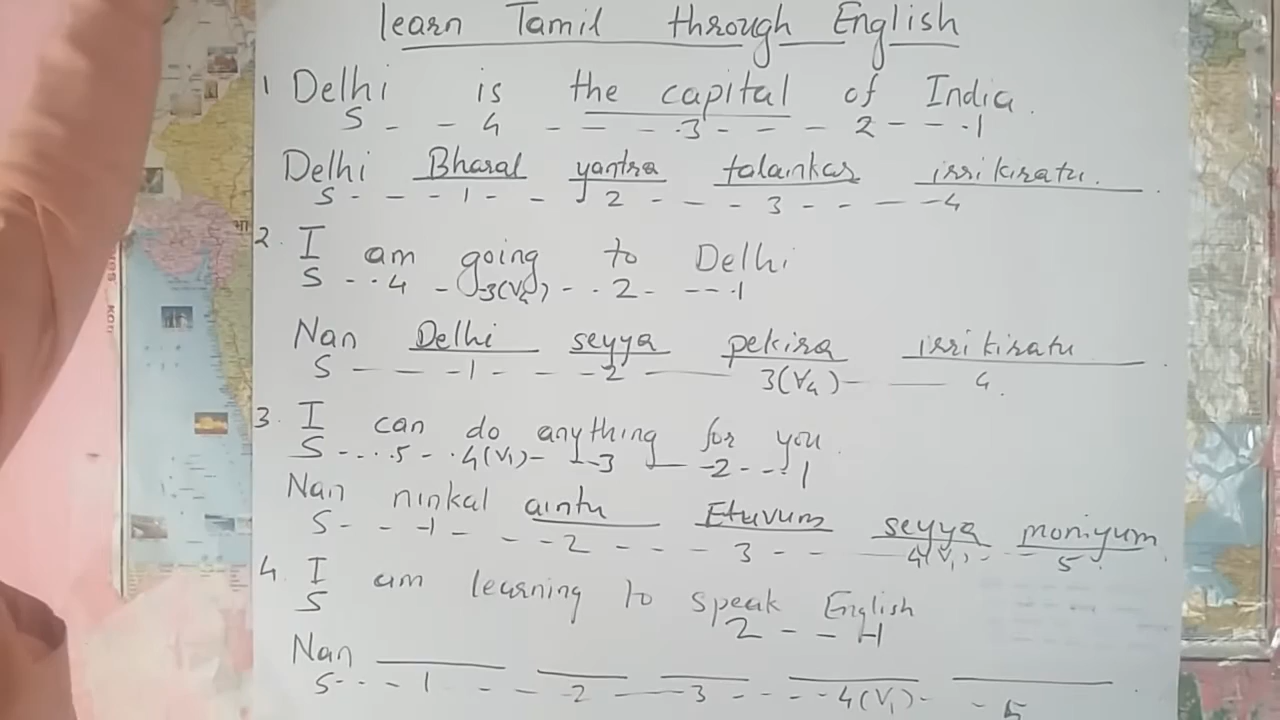 learn Tamil through English
1 Delhi is the capital of India.
S - - 4 - - - 3 - - - 2 - - - 1
Delhi Bharal yantra talainkar irrikiratu.
S - - - 1 - - 2 - - - 3 - - - - 4
2. I am going to Delhi
S - - - 4 - 3(V4) - - 2 - - - - 1
Nan Delhi seyya pekira irrikiratu
S - - - 1 - - - 2 - - 3(V4) - - 4.
3. I can do anything for you.
S - - - - 5 - - 4(V1) - - - 3 - - 2 - - - 1
Nan ninkal aintu Etuvum seyya moniyum.
S - - - 1 - - - 2 - - - 3 - - - 4(V1) - - 5.
4. I am learning to speak English
S 2 - - 1
Nan
S - - - - 1 - - - 2 - - 3 - - - - 4(V1) - - 5